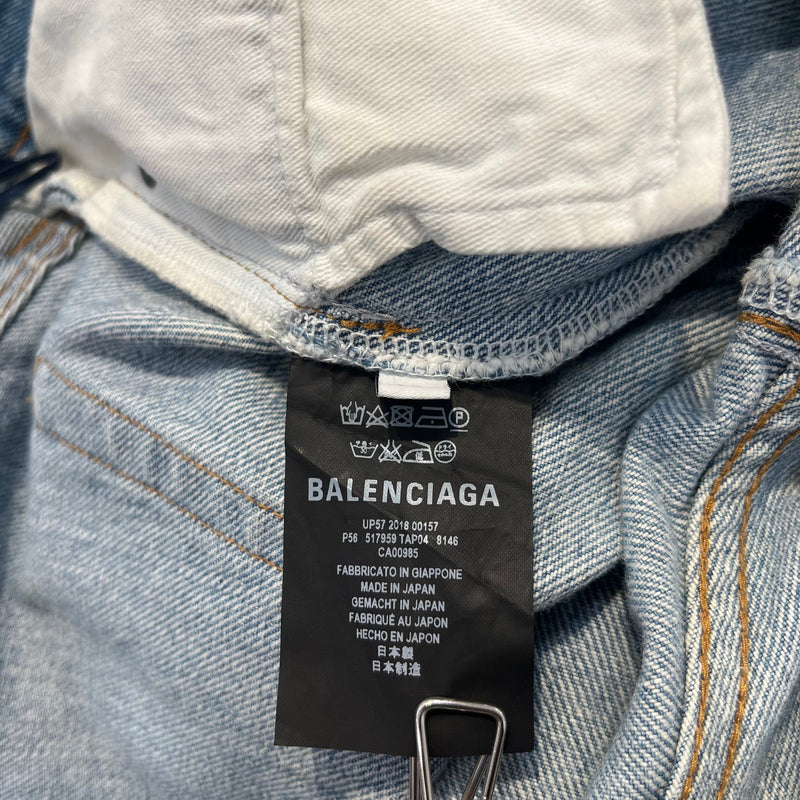 BALENCIAGA
UP57 2018 00157
P56 517959 TAP04 8146
CA00985
FABBRICATO IN GIAPPONE
MADE IN JAPAN
GEMACHT IN JAPAN
FABRIQUÉ AU JAPON
HECHO EN JAPON
日本製
日本制造